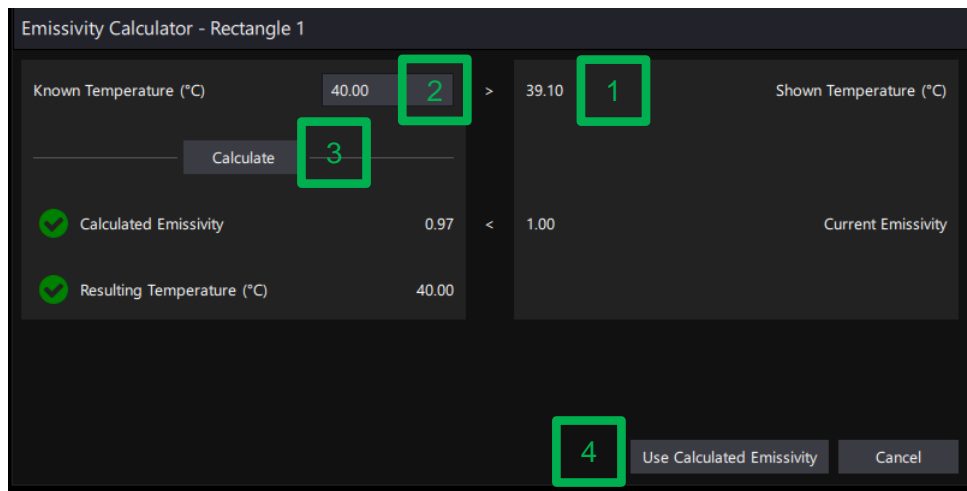 Emissivity Calculator - Rectangle 1
Known Temperature (°C) 40.00 2 > 39.10 1 Shown Temperature (°C)
Calculate 3
Calculated Emissivity 0.97 < 1.00 Current Emissivity
Resulting Temperature (°C) 40.00
4 Use Calculated Emissivity Cancel